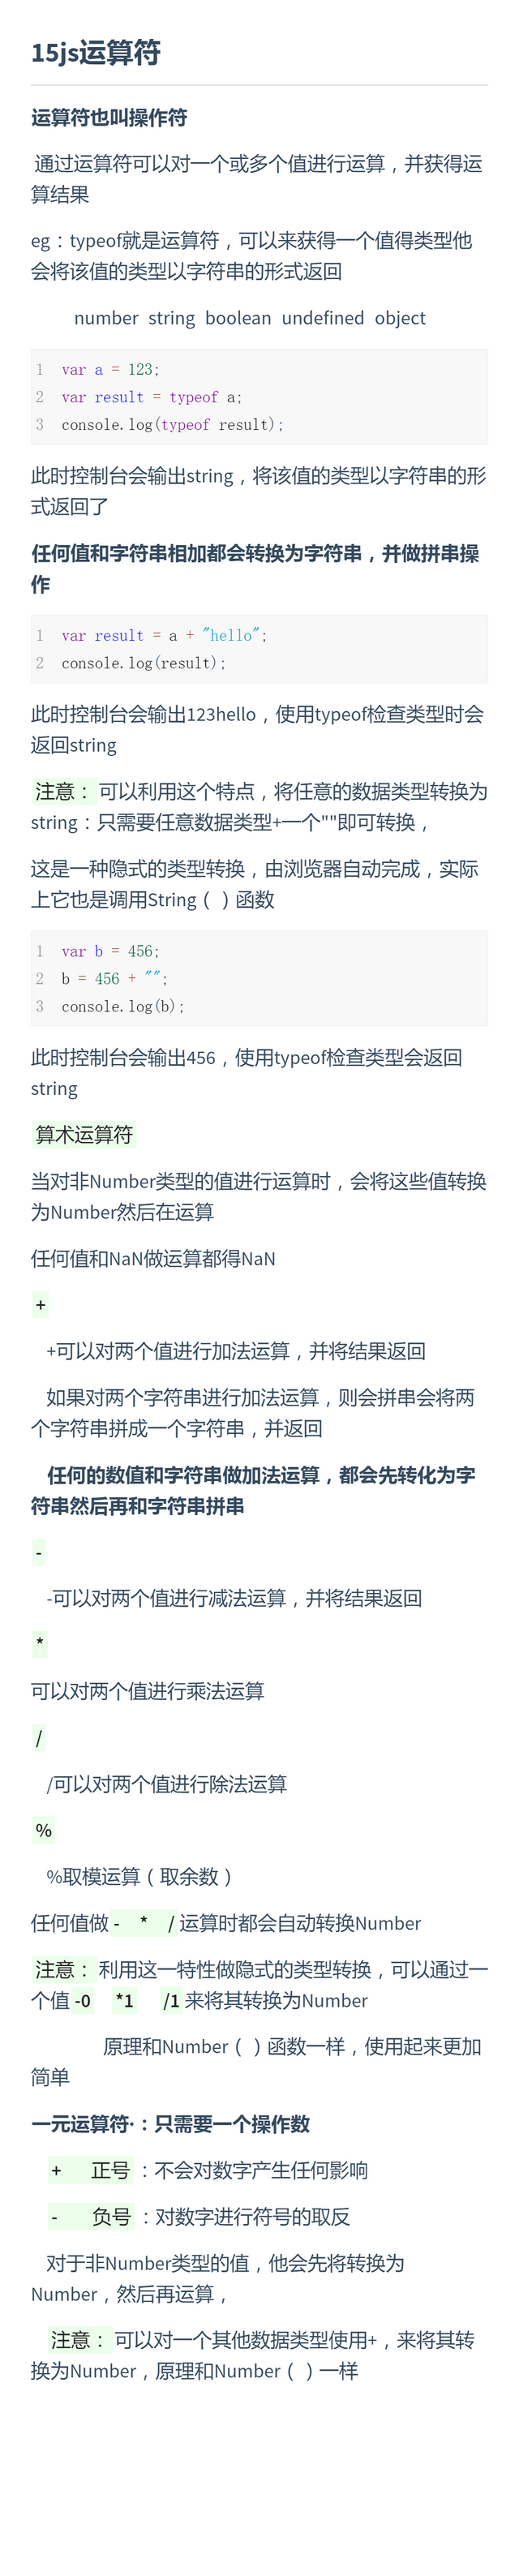 15js运算符
运算符也叫操作符
通过运算符可以对一个或多个值进行运算，并获得运
算结果
eg：typeof就是运算符，可以来获得一个值得类型他
会将该值的类型以字符串的形式返回
number string boolean undefined object
1 var a = 123;
2 var result = typeof a;
3 console.log(typeof result);
此时控制台会输出string，将该值的类型以字符串的形
式返回了
任何值和字符串相加都会转换为字符串，并做拼串操
作
1 var result = a + "hello";
2 console.log(result);
此时控制台会输出123hello，使用typeof检查类型时会
返回string
注意：可以利用这个特点，将任意的数据类型转换为
string：只需要任意数据类型+一个""即可转换，
这是一种隐式的类型转换，由浏览器自动完成，实际
上它也是调用String（）函数
1 var b = 456;
2 b = 456 + "";
3 console.log(b);
此时控制台会输出456，使用typeof检查类型会返回
string
算术运算符
当对非Number类型的值进行运算时，会将这些值转换
为Number然后在运算
任何值和NaN做运算都得NaN
+
+可以对两个值进行加法运算，并将结果返回
如果对两个字符串进行加法运算，则会拼串会将两
个字符串拼成一个字符串，并返回
任何的数值和字符串做加法运算，都会先转化为字
符串然后再和字符串拼串
-
-可以对两个值进行减法运算，并将结果返回
*
可以对两个值进行乘法运算
/
/可以对两个值进行除法运算
%
%取模运算（取余数）
任何值做 - * / 运算时都会自动转换Number
注意：利用这一特性做隐式的类型转换，可以通过一
个值 -0 *1 /1 来将其转换为Number
原理和Number（）函数一样，使用起来更加
简单
一元运算符·：只需要一个操作数
+ 正号：不会对数字产生任何影响
- 负号：对数字进行符号的取反
对于非Number类型的值，他会先将转换为
Number，然后再运算，
注意：可以对一个其他数据类型使用+，来将其转
换为Number，原理和Number（）一样